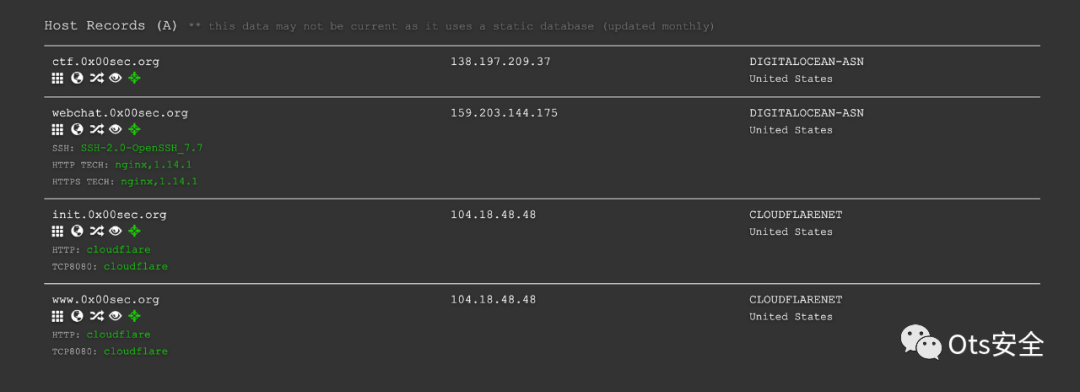 Host Records (A) ** this data may not be current as it uses a static database (updated monthly)
ctf.0x00sec.org 138.197.209.37 DIGITALOCEAN-ASN
United States
webchat.0x00sec.org 159.203.144.175 DIGITALOCEAN-ASN
United States
SSH: SSH-2.0-OpenSSH_7.7
HTTP TECH: nginx,1.14.1
HTTPS TECH: nginx,1.14.1
init.0x00sec.org 104.18.48.48 CLOUDFLARENET
United States
HTTP: cloudflare
TCP8080: cloudflare
www.0x00sec.org 104.18.48.48 CLOUDFLARENET
United States
HTTP: cloudflare
TCP8080: cloudflare
Ots安全